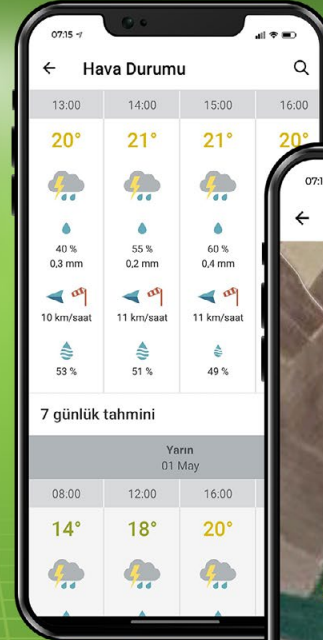 07:15
Hava Durumu
13:00 14:00 15:00 16:00
20° 21° 21° 20°
40 % 55 % 60 %
0,3 mm 0,2 mm 0,4 mm
10 km/saat 11 km/saat 11 km/saat
53 % 51 % 49 %
7 günlük tahmini
Yarın
01 May
08:00 12:00 16:00
14° 18° 20°